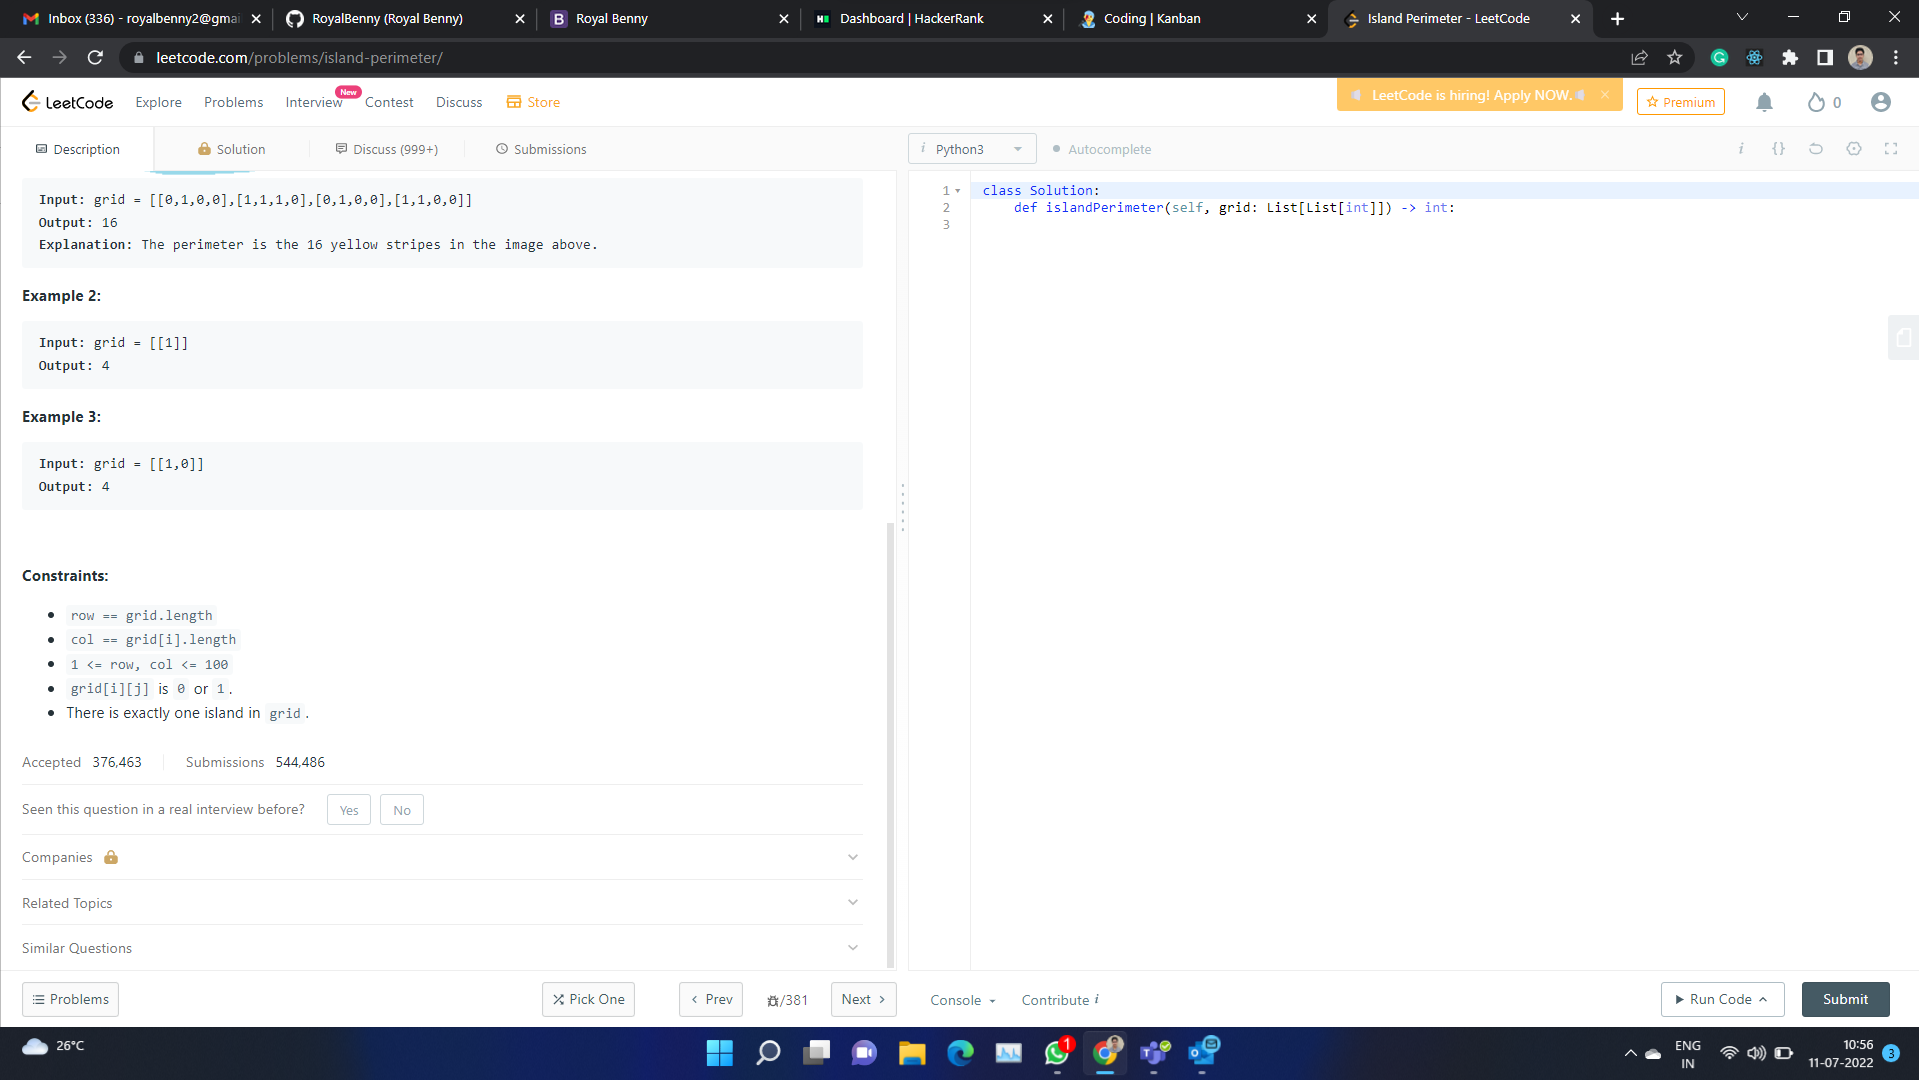 Inbox (336) - royalbenny2@gmai
RoyalBenny (Royal Benny)
Royal Benny
Dashboard | HackerRank
Coding | Kanban
Island Perimeter - LeetCode
leetcode.com/problems/island-perimeter/
LeetCode
Explore
Problems
Interview
New
Contest
Discuss
Store
LeetCode is hiring! Apply NOW.
Premium
0
Description
Solution
Discuss (999+)
Submissions
Python3
Autocomplete
Input: grid = [[0,1,0,0],[1,1,1,0],[0,1,0,0],[1,1,0,0]]
Output: 16
Explanation: The perimeter is the 16 yellow stripes in the image above.
Example 2:
Input: grid = [[1]]
Output: 4
Example 3:
Input: grid = [[1,0]]
Output: 4
Constraints:
row == grid.length
col == grid[i].length
1 <= row, col <= 100
grid[i][j] is 0 or 1.
There is exactly one island in grid.
Accepted 376,463
Submissions 544,486
Seen this question in a real interview before?
Yes
No
Companies
Related Topics
Similar Questions
1 class Solution:
2 def islandPerimeter(self, grid: List[List[int]]) -> int:
3
Problems
Pick One
Prev
/381
Next
Console
Contribute i
Run Code
Submit
26°C
1
ENG
IN
10:56
11-07-2022
3